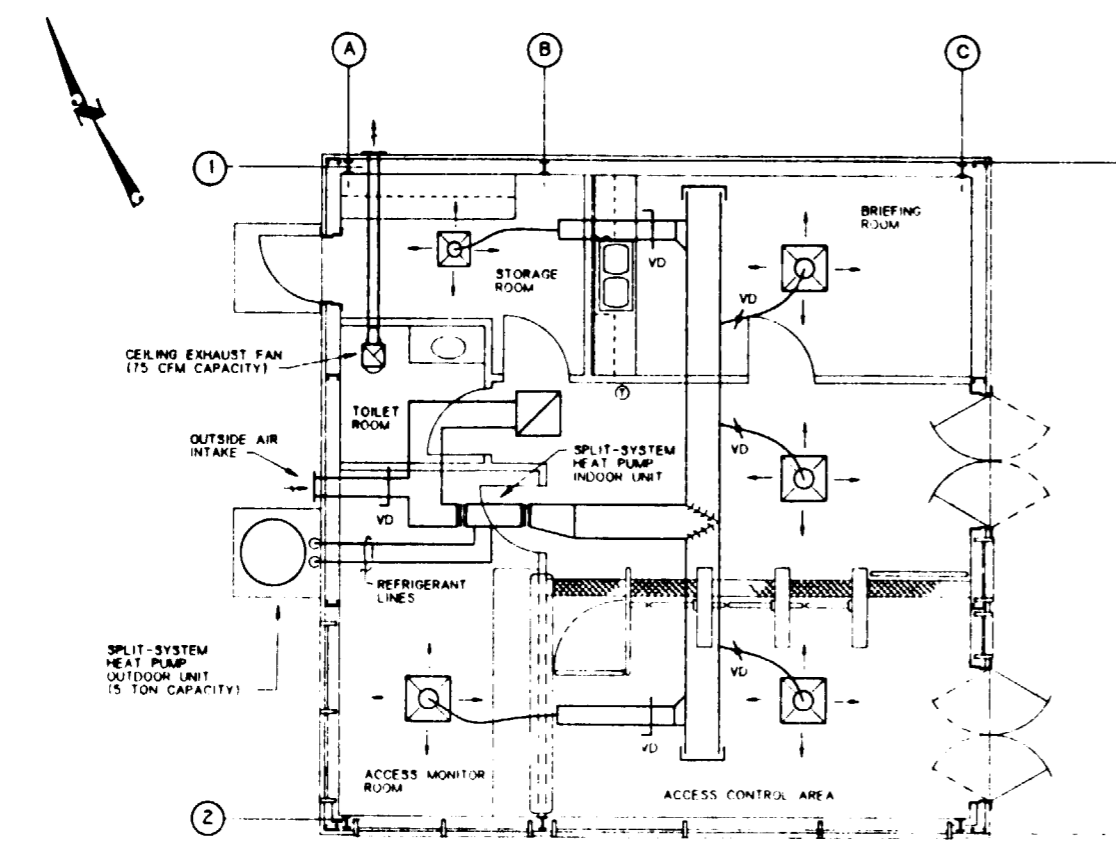 A
B
C
1
BRIEFING
ROOM
VD
STORAGE
ROOM
VD
CEILING EXHAUST FAN
(75 CFM CAPACITY)
T
TOILET
ROOM
OUTSIDE AIR
INTAKE
SPLIT-SYSTEM
HEAT PUMP
INDOOR UNIT
VD
VD
REFRIGERANT
LINES
SPLIT-SYSTEM
HEAT PUMP
OUTDOOR UNIT
(5 TON CAPACITY)
VD
VD
ACCESS MONITOR
ROOM
ACCESS CONTROL AREA
2